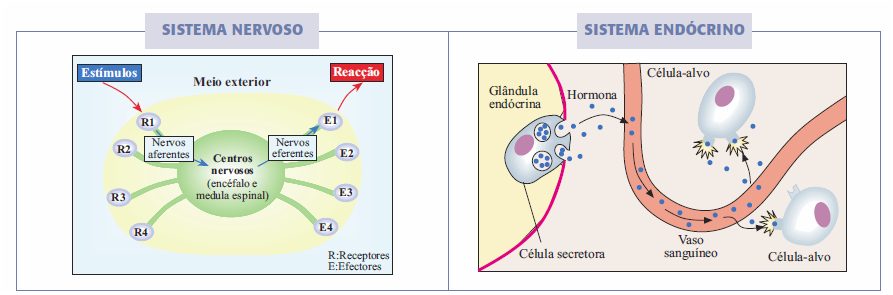 SISTEMA NERVOSO
Estímulos
Reacção
Meio exterior
R1
E1
Nervos
aferentes
Nervos
eferentes
R2
E2
Centros
nervosos
(encéfalo e
medula espinal)
R3
E3
R4
E4
R:Receptores
E:Efectores
SISTEMA ENDÓCRINO
Glândula
endócrina
Hormona
Célula-alvo
Célula secretora
Vaso
sanguíneo
Célula-alvo